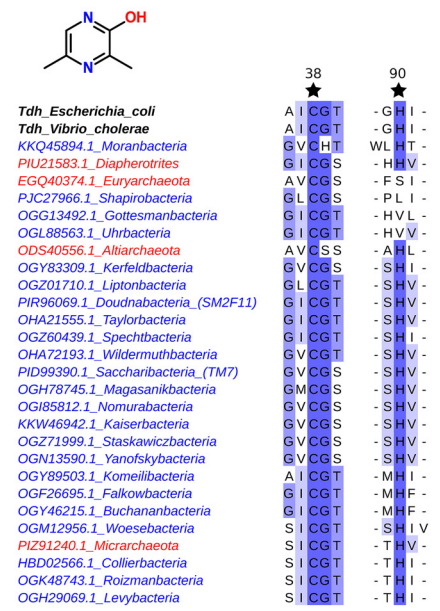 N
OH
N
38 90
Tdh_Escherichia_coli A I C G T - G H I -
Tdh_Vibrio_cholerae A I C G T - G H I -
KKQ45894.1_Moranbacteria G V C H T W L H T -
PIU21583.1_Diapherotrites G I C G S - H H V -
EGQ40374.1_Euryarchaeota A V C G S - F S I -
PJC27966.1_Shapirobacteria G L C G S - P L I -
OGG13492.1_Gottesmanbacteria G I C G T - H V L -
OGL88563.1_Uhrbacteria G I C G T - H V V -
ODS40556.1_Altiarchaeota A V C S S - A H L -
OGY83309.1_Kerfeldbacteria G V C G S - S H I -
OGZ01710.1_Liptonbacteria G L C G T - S H V -
PIR96069.1_Doudnabacteria_(SM2F11) G I C G T - S H V -
OHA21555.1_Taylorbacteria G I C G T - S H V -
OGZ60439.1_Spechtbacteria G I C G T - S H I -
OHA72193.1_Wildermuthbacteria G V C G T - S H V -
PID99390.1_Saccharibacteria_(TM7) G V C G S - S H V -
OGH78745.1_Magasanikbacteria G M C G S - S H V -
OGI85812.1_Nomurabacteria G V C G S - S H V -
KKW46942.1_Kaiserbacteria G V C G S - S H V -
OGZ71999.1_Staskawiczbacteria G V C G S - S H V -
OGN13590.1_Yanofskybacteria G V C G S - S H V -
OGY89503.1_Komeilibacteria A I C G T - M H I -
OGF26695.1_Falkowbacteria G I C G T - M H F -
OGY46215.1_Buchananbacteria G I C G T - M H F -
OGM12956.1_Woesebacteria S I C G T - S H I V
PIZ91240.1_Micrarchaeota S I C G T - T H V -
HBD02566.1_Collierbacteria S I C G T - T H I -
OGK48743.1_Roizmanbacteria S I C G T - T H I -
OGH29069.1_Levybacteria S I C G T - T H I -